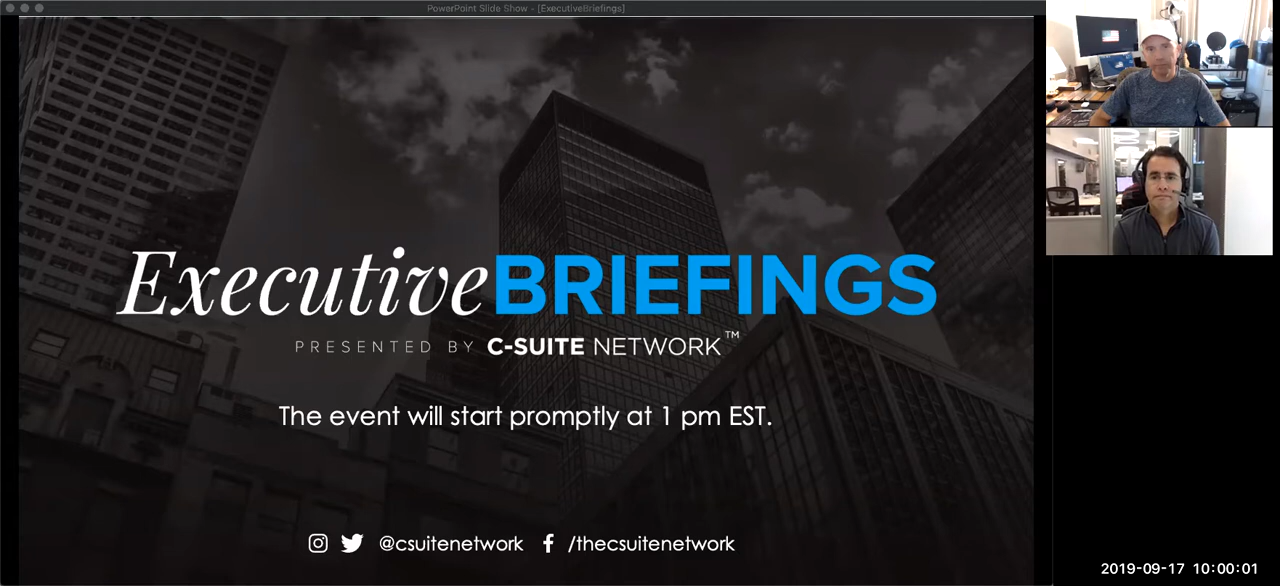 PowerPoint Slide Show - [ExecutiveBriefings]
ExecutiveBRIEFINGS
PRESENTED BY C-SUITE NETWORK™
The event will start promptly at 1 pm EST.
@csuitenetwork /thecsuitenetwork
2019-09-17 10:00:01